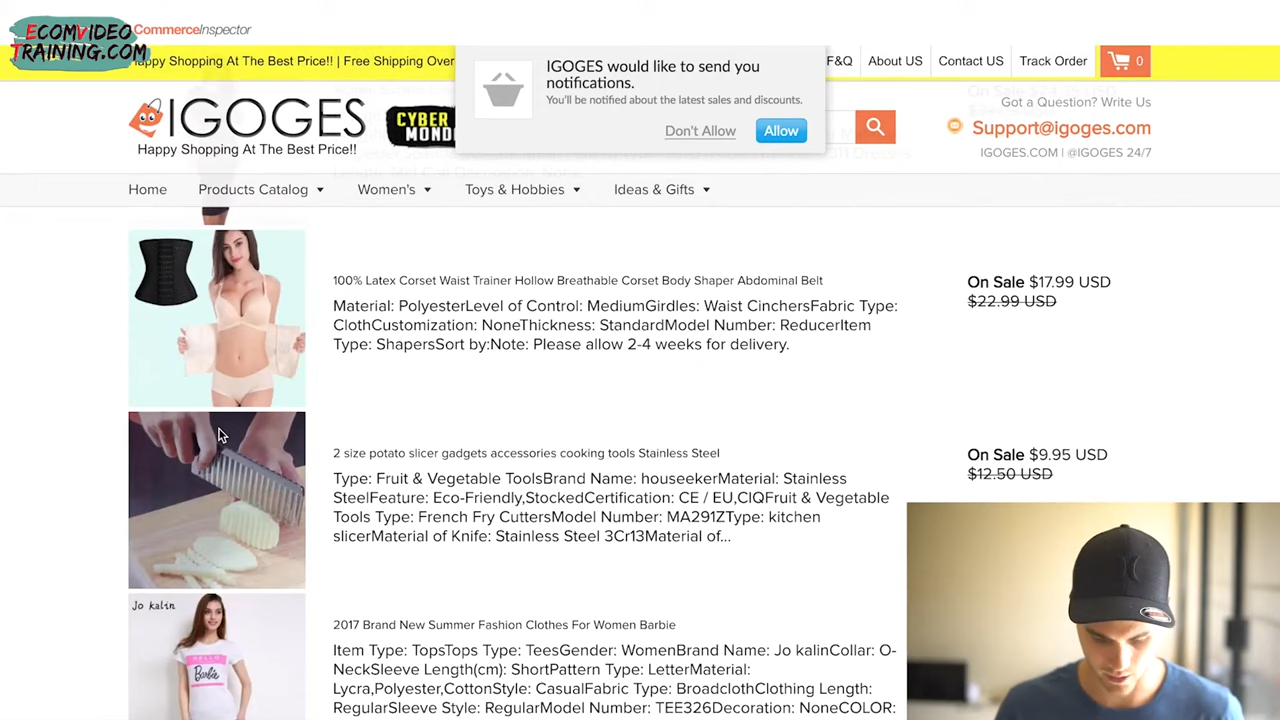 ECOMVIDEO
TRAINING.COM
CommerceInspector
Happy Shopping At The Best Price!! | Free Shipping Over
F&Q
About US
Contact US
Track Order
0
IGOGES would like to send you
notifications.
You'll be notified about the latest sales and discounts.
Don't Allow
Allow
IGOGES
Happy Shopping At The Best Price!!
CYBER
MOND
Got a Question? Write Us
Support@igoges.com
IGOGES.COM | @IGOGES 24/7
Home
Products Catalog
Women's
Toys & Hobbies
Ideas & Gifts
100% Latex Corset Waist Trainer Hollow Breathable Corset Body Shaper Abdominal Belt
Material: PolyesterLevel of Control: MediumGirdles: Waist CinchersFabric Type:
ClothCustomization: NoneThickness: StandardModel Number: ReducerItem
Type: ShapersSort by:Note: Please allow 2-4 weeks for delivery.
On Sale $17.99 USD
$22.99 USD
2 size potato slicer gadgets accessories cooking tools Stainless Steel
Type: Fruit & Vegetable ToolsBrand Name: houseekerMaterial: Stainless
SteelFeature: Eco-Friendly,StockedCertification: CE / EU,CIQFruit & Vegetable
Tools Type: French Fry CuttersModel Number: MA291ZType: kitchen
slicerMaterial of Knife: Stainless Steel 3Cr13Material of...
On Sale $9.95 USD
$12.50 USD
Jo kalin
HELLO
Barbie
2017 Brand New Summer Fashion Clothes For Women Barbie
Item Type: TopsTops Type: TeesGender: WomenBrand Name: Jo kalinCollar: O-
NeckSleeve Length(cm): ShortPattern Type: LetterMaterial:
Lycra,Polyester,CottonStyle: CasualFabric Type: BroadclothClothing Length:
RegularSleeve Style: RegularModel Number: TEE326Decoration: NoneCOLOR: